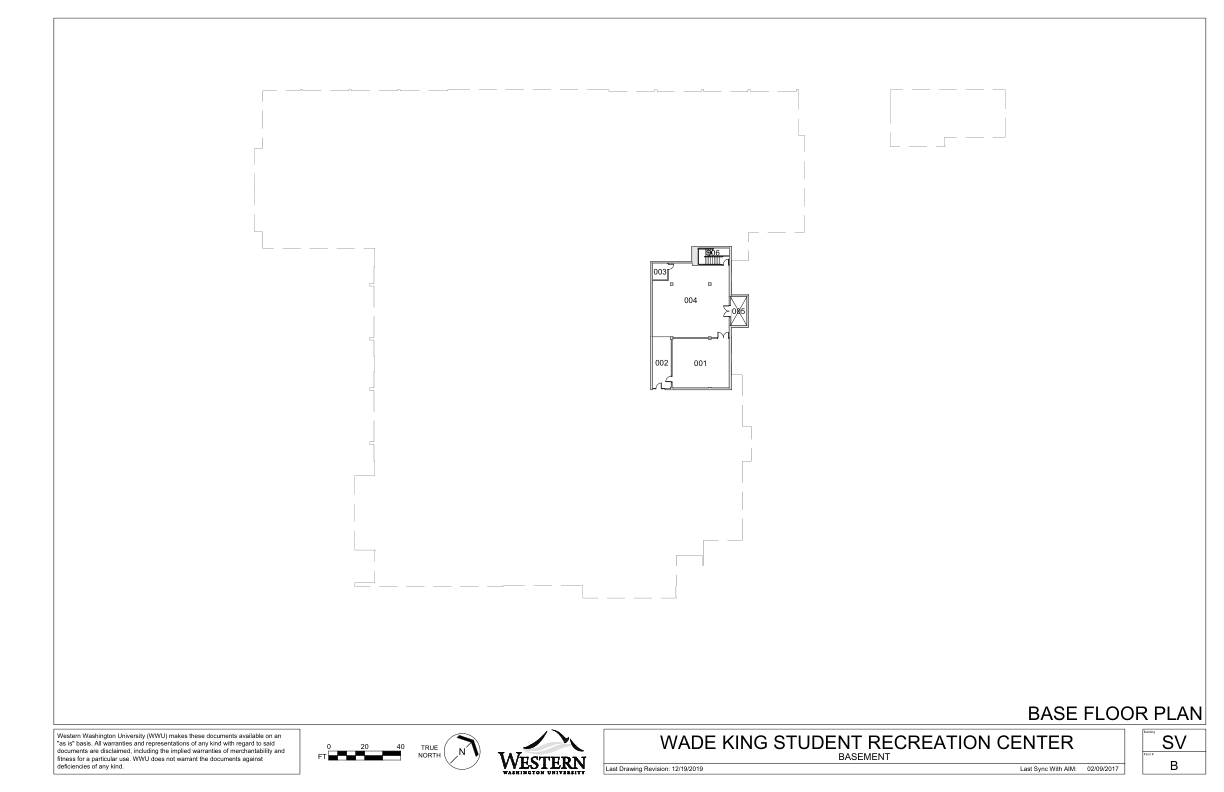 S06
003
004
005
002
001
BASE FLOOR PLAN
Western Washington University (WWU) makes these documents available on an
"as is" basis. All warranties and representations of any kind with regard to said
documents are disclaimed, including the implied warranties of merchantability and
fitness for a particular use. WWU does not warrant the documents against
deficiencies of any kind.
0 20 40
FT
TRUE
NORTH
N
WESTERN
WASHINGTON UNIVERSITY
WADE KING STUDENT RECREATION CENTER
BASEMENT
Last Drawing Revision: 12/19/2019
Last Sync With AIM: 02/09/2017
Building
SV
B